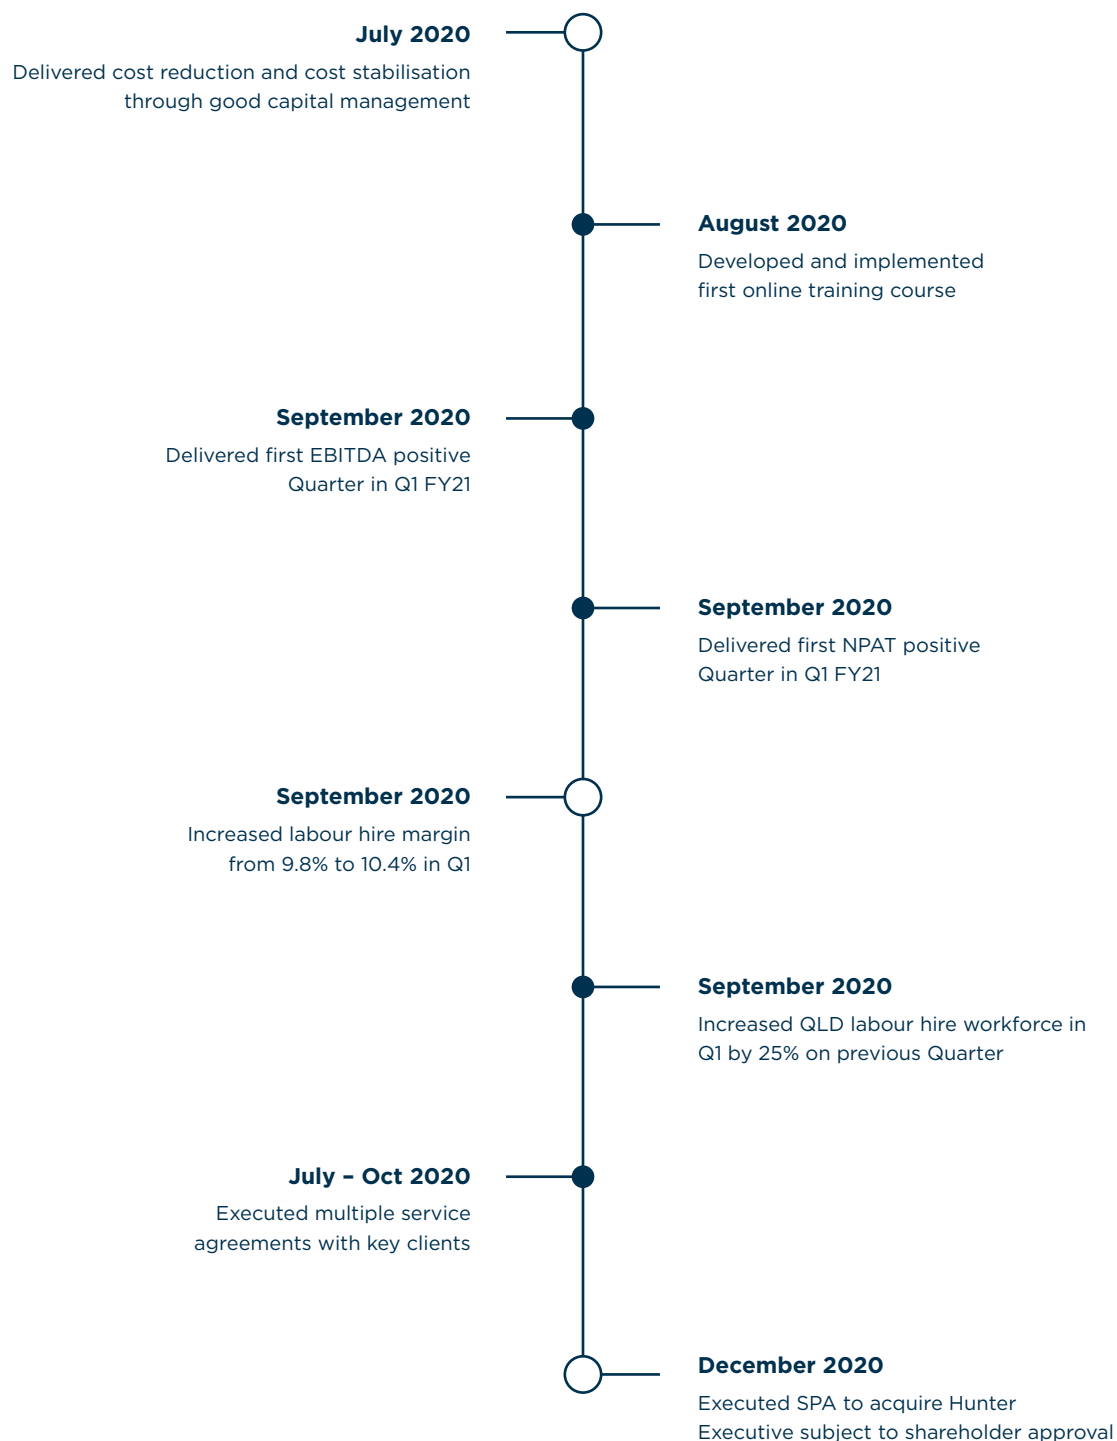 July 2020
Delivered cost reduction and cost stabilisation
through good capital management
August 2020
Developed and implemented
first online training course
September 2020
Delivered first EBITDA positive
Quarter in Q1 FY21
September 2020
Delivered first NPAT positive
Quarter in Q1 FY21
September 2020
Increased labour hire margin
from 9.8% to 10.4% in Q1
September 2020
Increased QLD labour hire workforce in
Q1 by 25% on previous Quarter
July – Oct 2020
Executed multiple service
agreements with key clients
December 2020
Executed SPA to acquire Hunter
Executive subject to shareholder approval